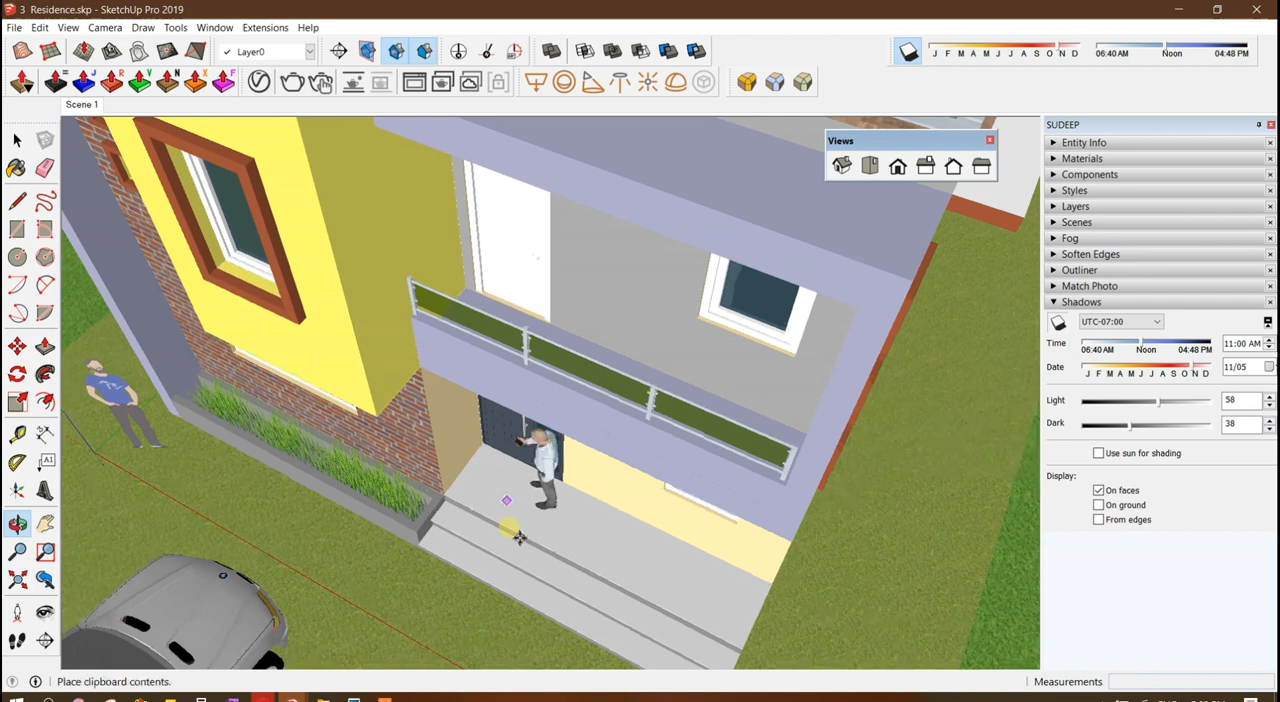 3 Residence.skp - SketchUp Pro 2019
File Edit View Camera Draw Tools Window Extensions Help
Layer0
J F M A M J J A S O N D
06:40 AM Noon 04:48 PM
Scene 1
Views
SUDEEP
Entity Info
Materials
Components
Styles
Layers
Scenes
Fog
Soften Edges
Outliner
Match Photo
Shadows
UTC-07:00
Time 06:40 AM Noon 04:48 PM 11:00 AM
Date J F M A M J J A S O N D 11/05
Light 58
Dark 38
Use sun for shading
Display:
On faces
On ground
From edges
A1
Place clipboard contents.
Measurements